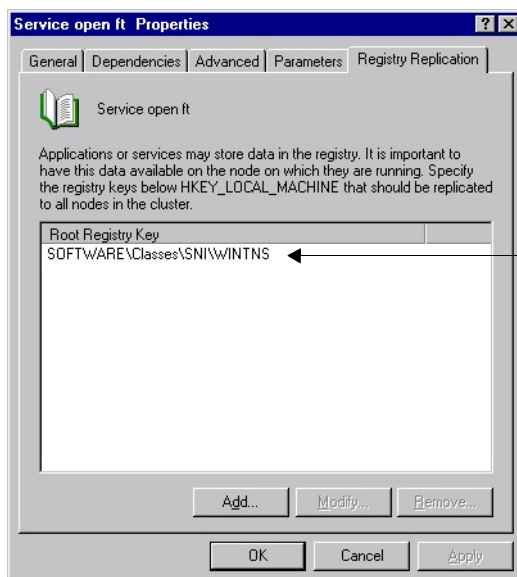 Service open ft Properties
General Dependencies Advanced Parameters Registry Replication
Service open ft
Applications or services may store data in the registry. It is important to
have this data available on the node on which they are running. Specify
the registry keys below HKEY_LOCAL_MACHINE that should be replicated
to all nodes in the cluster.
Root Registry Key
SOFTWARE\Classes\SNI\WINTNS
Add... Modify... Remove...
OK Cancel Apply